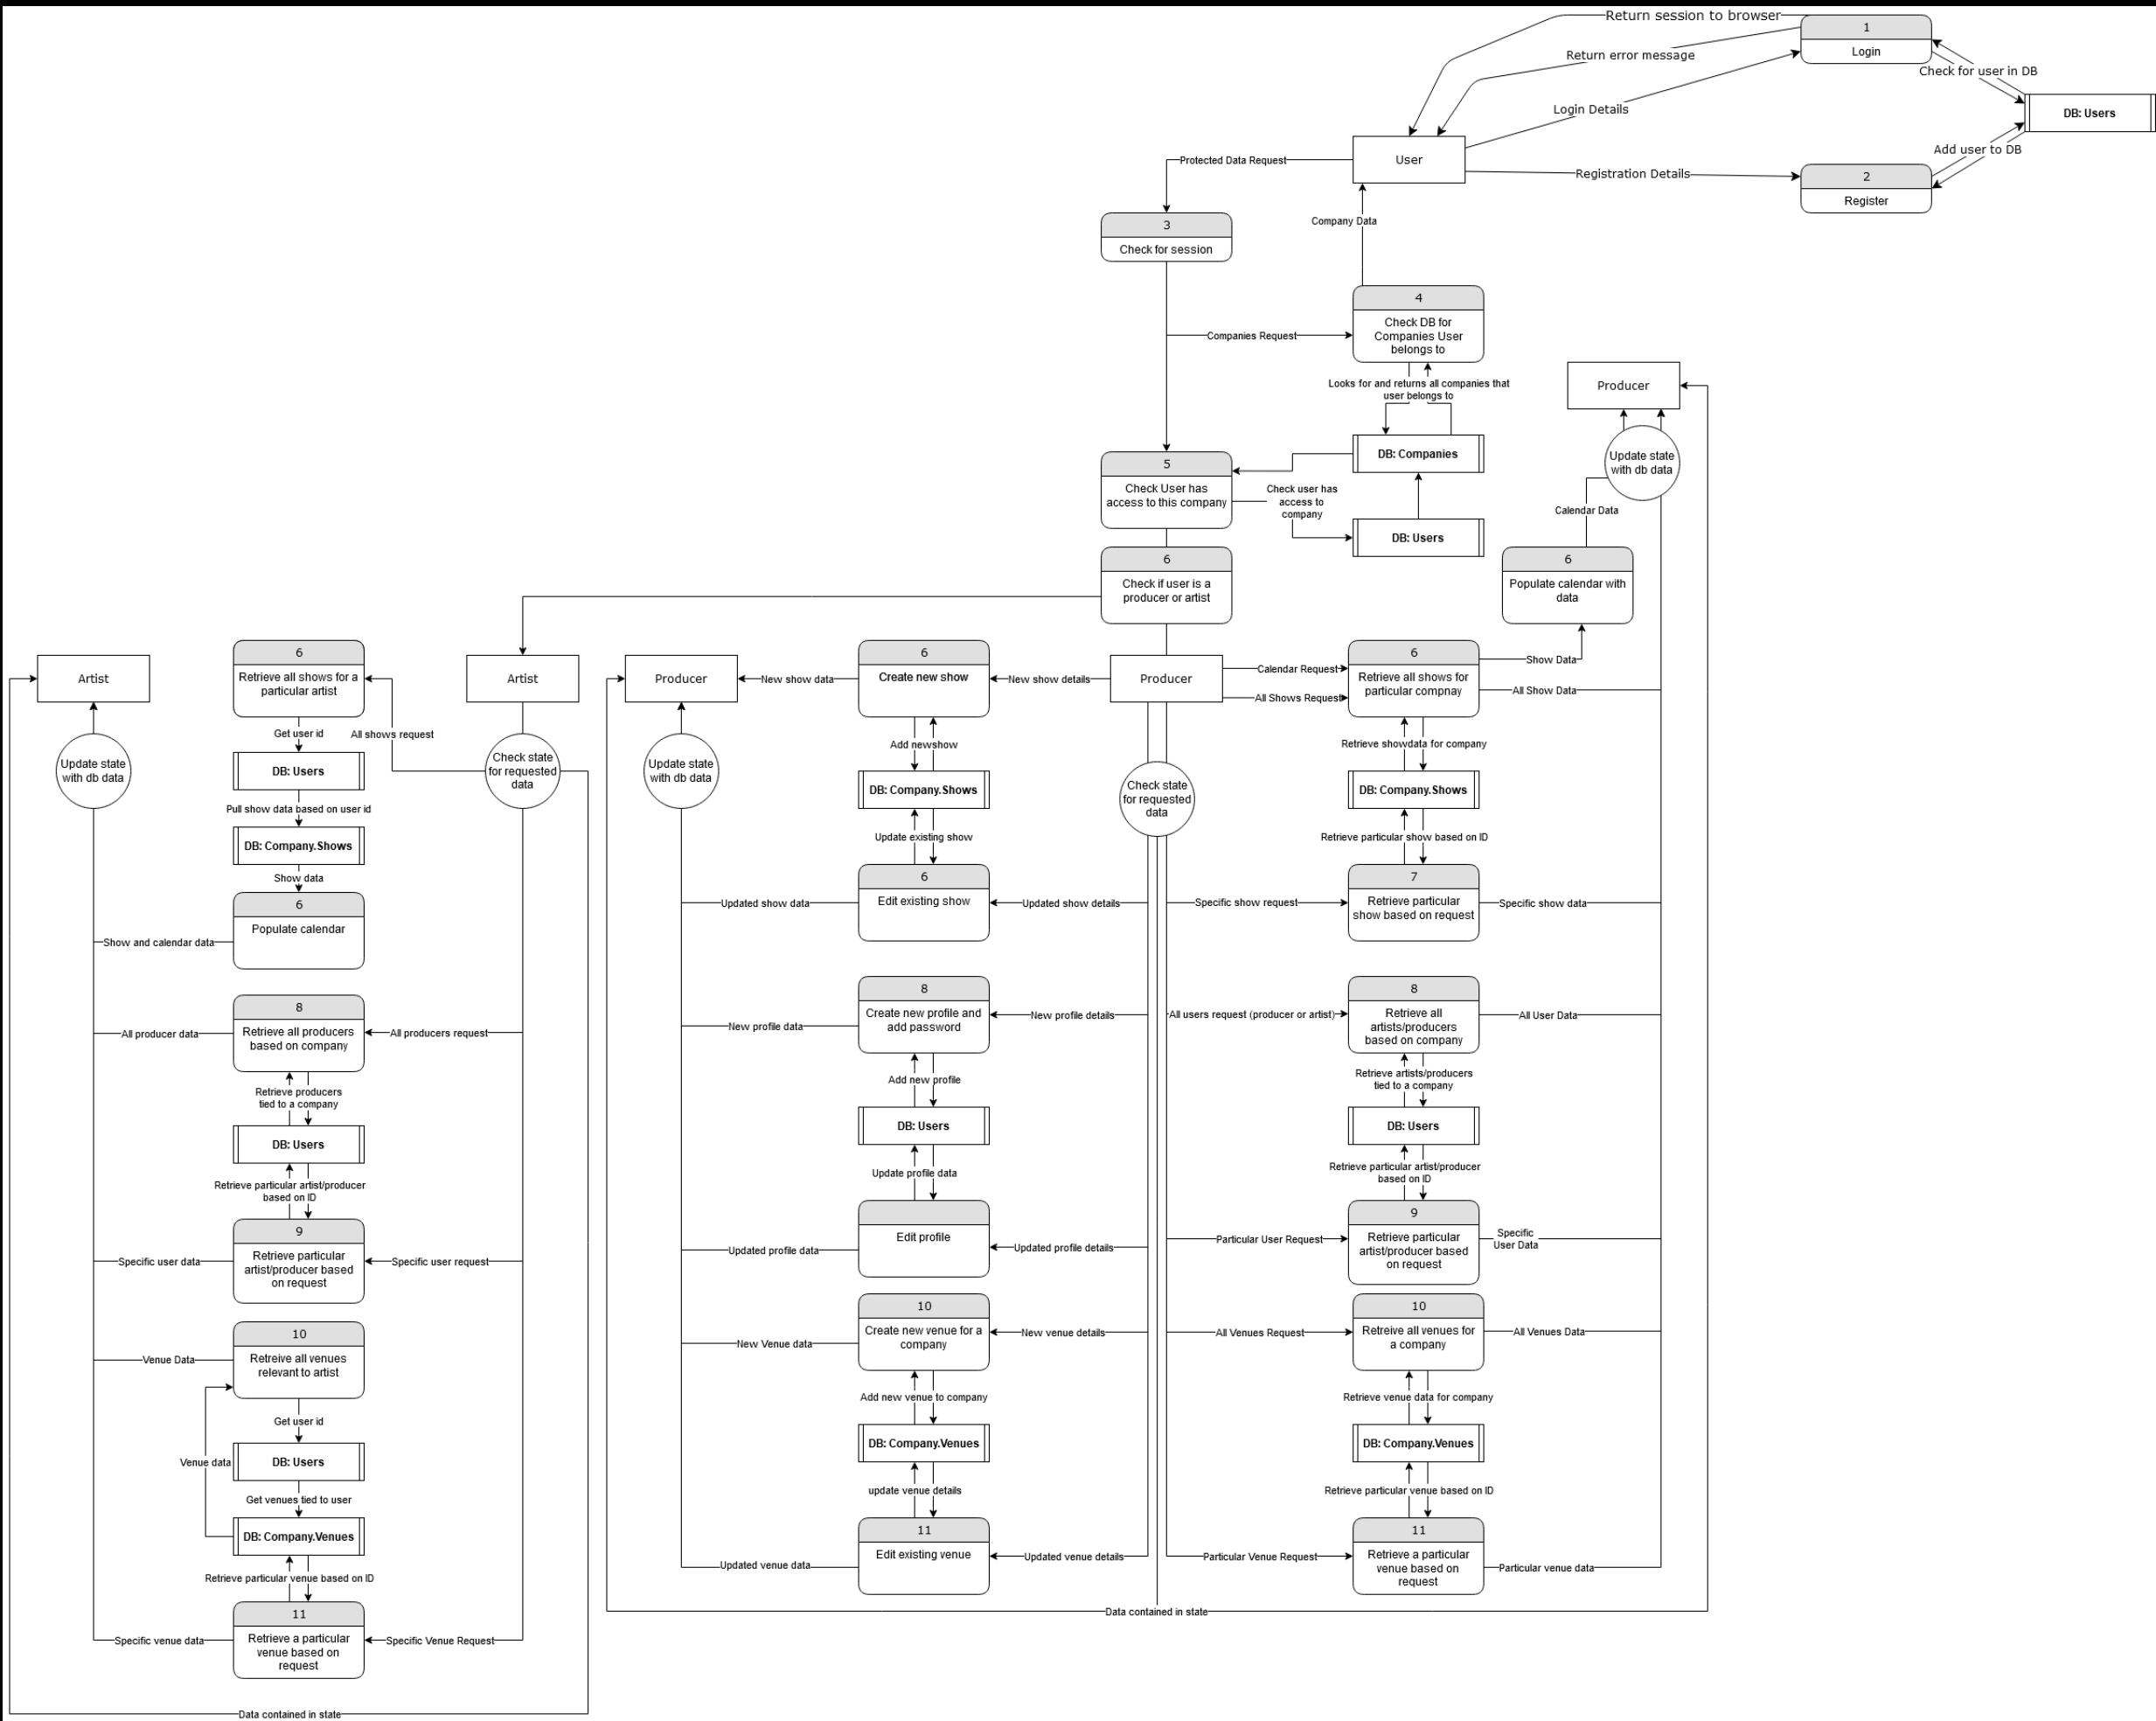 Return session to browser
1
Login
Return error message
Check for user in DB
Login Details
DB: Users
User
Protected Data Request
Add user to DB
Registration Details
2
Register
3
Check for session
Company Data
4
Check DB for
Companies User
belongs to
Companies Request
Looks for and returns all companies that
user belongs to
Producer
Update state
with db data
DB: Companies
5
Check User has
access to this company
Check user has
access to
company
DB: Users
Calendar Data
6
Check if user is a
producer or artist
6
Populate calendar with
data
Artist
6
Retrieve all shows for a
particular artist
Artist
Producer
New show data
6
Create new show
New show details
Producer
Calendar Request
All Shows Request
6
Retrieve all shows for
particular compnay
Show Data
All Show Data
Get user id
All shows request
Update state
with db data
DB: Users
Check state
for requested
data
Pull show data based on user id
DB: Company.Shows
Show data
6
Populate calendar
Show and calendar data
8
Retrieve all producers
based on company
All producer data
All producers request
Retrieve producers
tied to a company
DB: Users
Retrieve particular artist/producer
based on ID
9
Retrieve particular
artist/producer based
on request
Specific user data
Specific user request
10
Retreive all venues
relevant to artist
Venue Data
Get user id
Venue data
DB: Users
Get venues tied to user
DB: Company.Venues
Retrieve particular venue based on ID
11
Retrieve a particular
venue based on
request
Specific venue data
Specific Venue Request
Data contained in state
Update state
with db data
Add newshow
DB: Company.Shows
Update existing show
6
Edit existing show
Updated show data
Updated show details
8
Create new profile and
add password
New profile data
New profile details
Add new profile
DB: Users
Update profile data
Edit profile
Updated profile data
Updated profile details
10
Create new venue for a
company
New Venue data
New venue details
Add new venue to company
DB: Company.Venues
update venue details
11
Edit existing venue
Updated venue data
Updated venue details
Check state
for requested
data
Retrieve showdata for company
DB: Company.Shows
Retrieve particular show based on ID
7
Retrieve particular
show based on request
Specific show request
Specific show data
8
Retrieve all
artists/producers
based on company
All users request (producer or artist)
All User Data
Retrieve artists/producers
tied to a company
DB: Users
Retrieve particular artist/producer
based on ID
9
Retrieve particular
artist/producer based
on request
Particular User Request
Specific
User Data
10
Retreive all venues for
a company
All Venues Request
All Venues Data
Retrieve venue data for company
DB: Company.Venues
Retrieve particular venue based on ID
11
Retrieve a particular
venue based on
request
Particular Venue Request
Particular venue data
Data contained in state